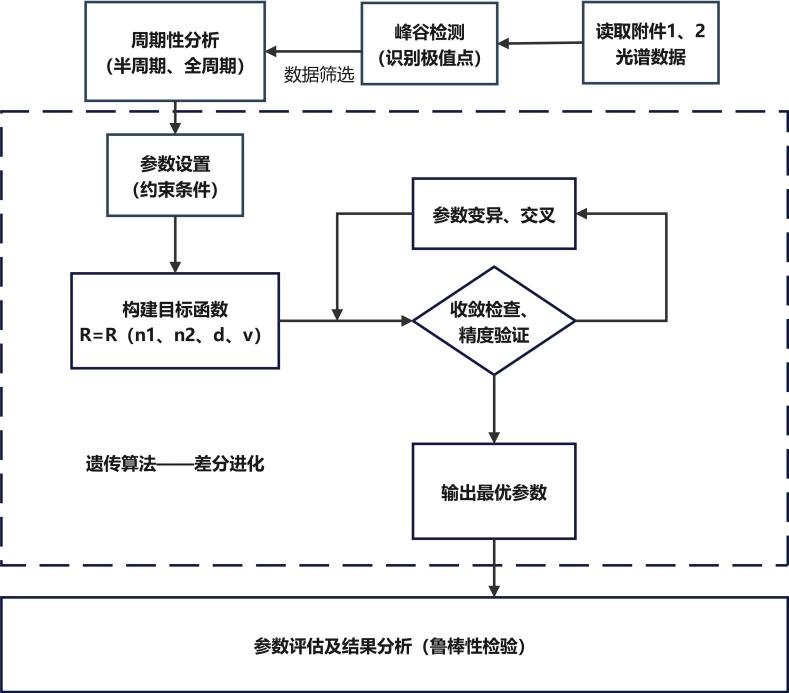 周期性分析
(半周期、全周期)
峰谷检测
(识别极值点)
读取附件1、2
光谱数据
数据筛选
参数设置
(约束条件)
参数变异、交叉
构建目标函数
R=R（n1、n2、d、v）
收敛检查、
精度验证
遗传算法——差分进化
输出最优参数
参数评估及结果分析（鲁棒性检验）